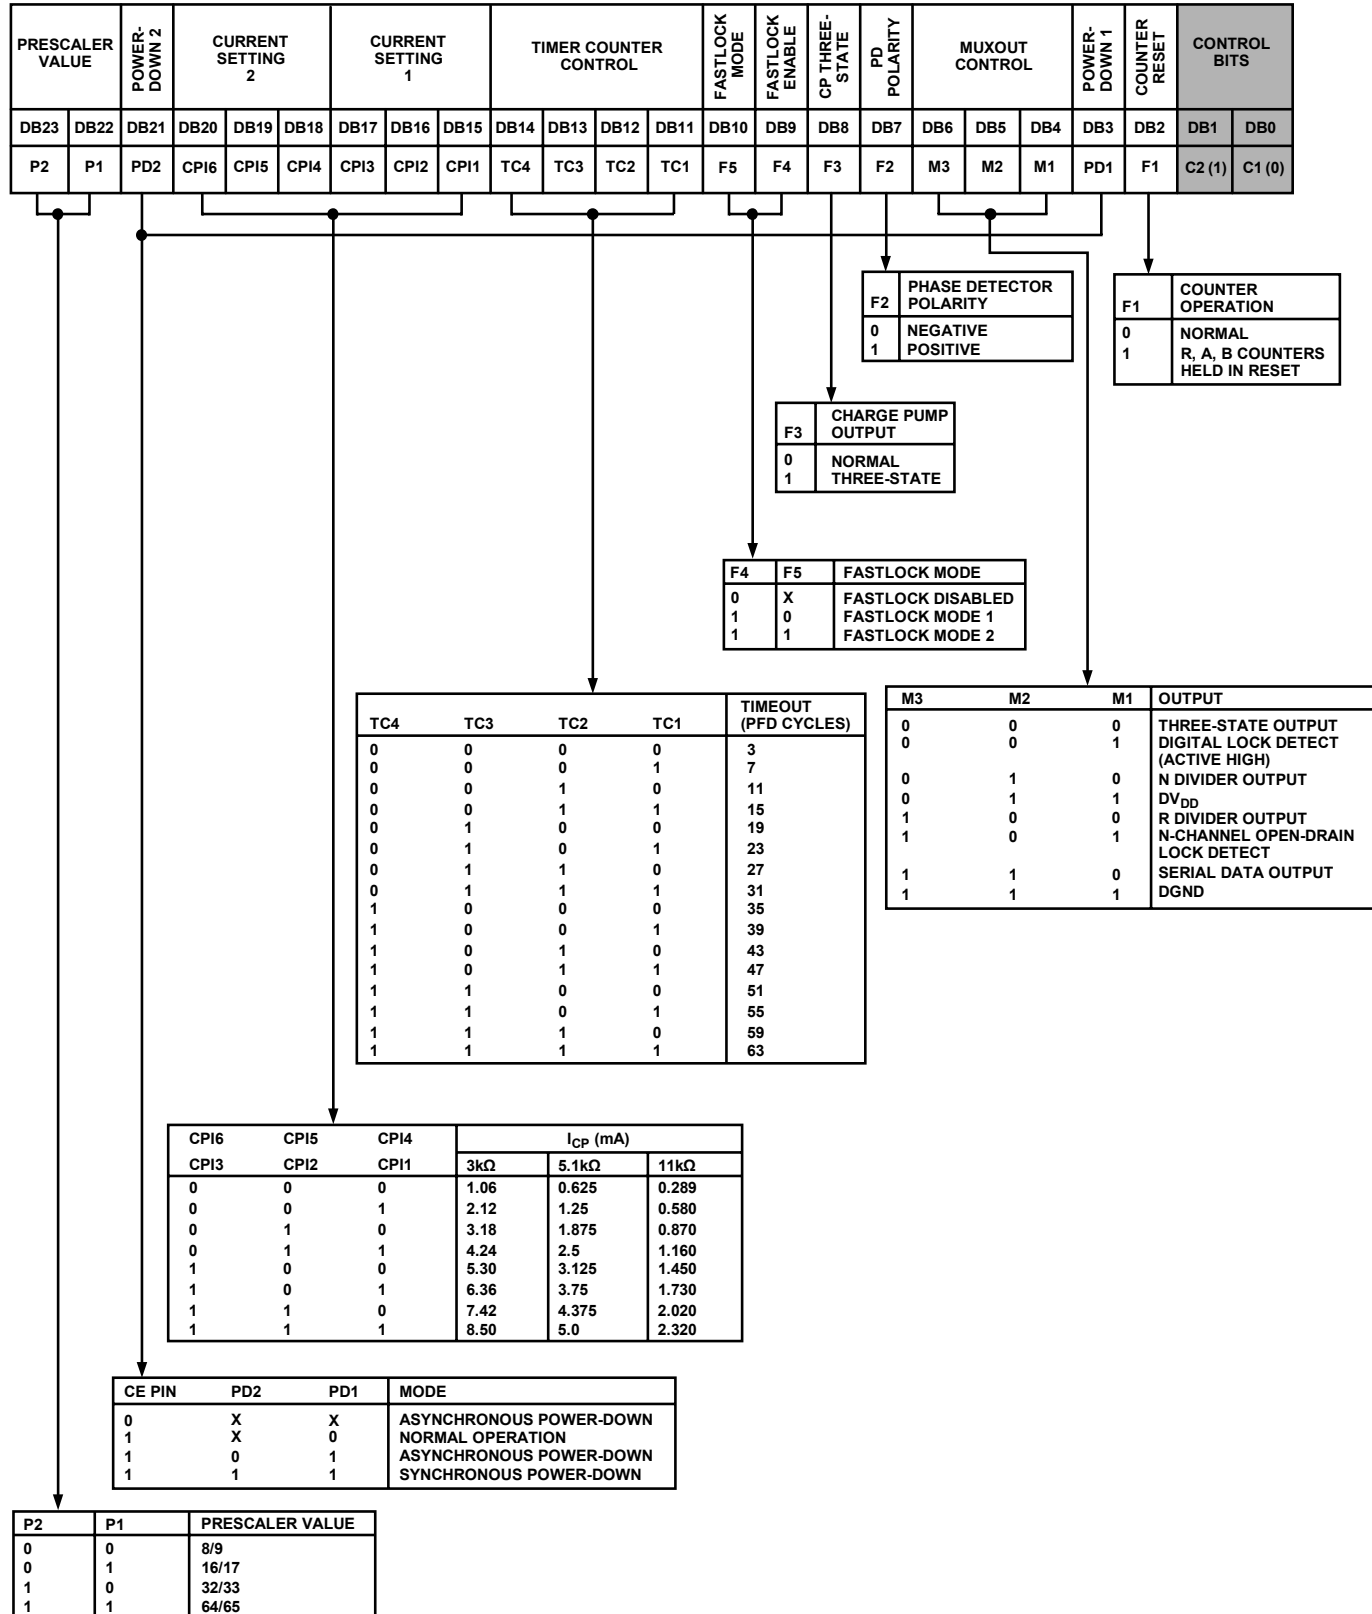 PRESCALER VALUE
POWER-DOWN 2
CURRENT SETTING 2
CURRENT SETTING 1
TIMER COUNTER CONTROL
FASTLOCK MODE
FASTLOCK ENABLE
CP THREE-STATE
PD POLARITY
MUXOUT CONTROL
POWER-DOWN 1
COUNTER RESET
CONTROL BITS
DB23 DB22 DB21 DB20 DB19 DB18 DB17 DB16 DB15 DB14 DB13 DB12 DB11 DB10 DB9 DB8 DB7 DB6 DB5 DB4 DB3 DB2 DB1 DB0
P2 P1 PD2 CPI6 CPI5 CPI4 CPI3 CPI2 CPI1 TC4 TC3 TC2 TC1 F5 F4 F3 F2 M3 M2 M1 PD1 F1 C2 (1) C1 (0)
F2 PHASE DETECTOR POLARITY
0 NEGATIVE
1 POSITIVE
F1 COUNTER OPERATION
0 NORMAL
1 R, A, B COUNTERS
HELD IN RESET
F3 CHARGE PUMP OUTPUT
0 NORMAL
1 THREE-STATE
F4 F5 FASTLOCK MODE
0 X FASTLOCK DISABLED
1 0 FASTLOCK MODE 1
1 1 FASTLOCK MODE 2
TC4 TC3 TC2 TC1 TIMEOUT (PFD CYCLES)
0 0 0 0 3
0 0 0 1 7
0 0 1 0 11
0 0 1 1 15
0 1 0 0 19
0 1 0 1 23
0 1 1 0 27
0 1 1 1 31
1 0 0 0 35
1 0 0 1 39
1 0 1 0 43
1 0 1 1 47
1 1 0 0 51
1 1 0 1 55
1 1 1 0 59
1 1 1 1 63
M3 M2 M1 OUTPUT
0 0 0 THREE-STATE OUTPUT
0 0 1 DIGITAL LOCK DETECT
(ACTIVE HIGH)
0 1 0 N DIVIDER OUTPUT
0 1 1 DVDD
1 0 0 R DIVIDER OUTPUT
1 0 1 N-CHANNEL OPEN-DRAIN
LOCK DETECT
1 1 0 SERIAL DATA OUTPUT
1 1 1 DGND
CPI6 CPI5 CPI4 ICP (mA)
CPI3 CPI2 CPI1 3kΩ 5.1kΩ 11kΩ
0 0 0 1.06 0.625 0.289
0 0 1 2.12 1.25 0.580
0 1 0 3.18 1.875 0.870
0 1 1 4.24 2.5 1.160
1 0 0 5.30 3.125 1.450
1 0 1 6.36 3.75 1.730
1 1 0 7.42 4.375 2.020
1 1 1 8.50 5.0 2.320
CE PIN PD2 PD1 MODE
0 X X ASYNCHRONOUS POWER-DOWN
1 X 0 NORMAL OPERATION
1 0 1 ASYNCHRONOUS POWER-DOWN
1 1 1 SYNCHRONOUS POWER-DOWN
P2 P1 PRESCALER VALUE
0 0 8/9
0 1 16/17
1 0 32/33
1 1 64/65